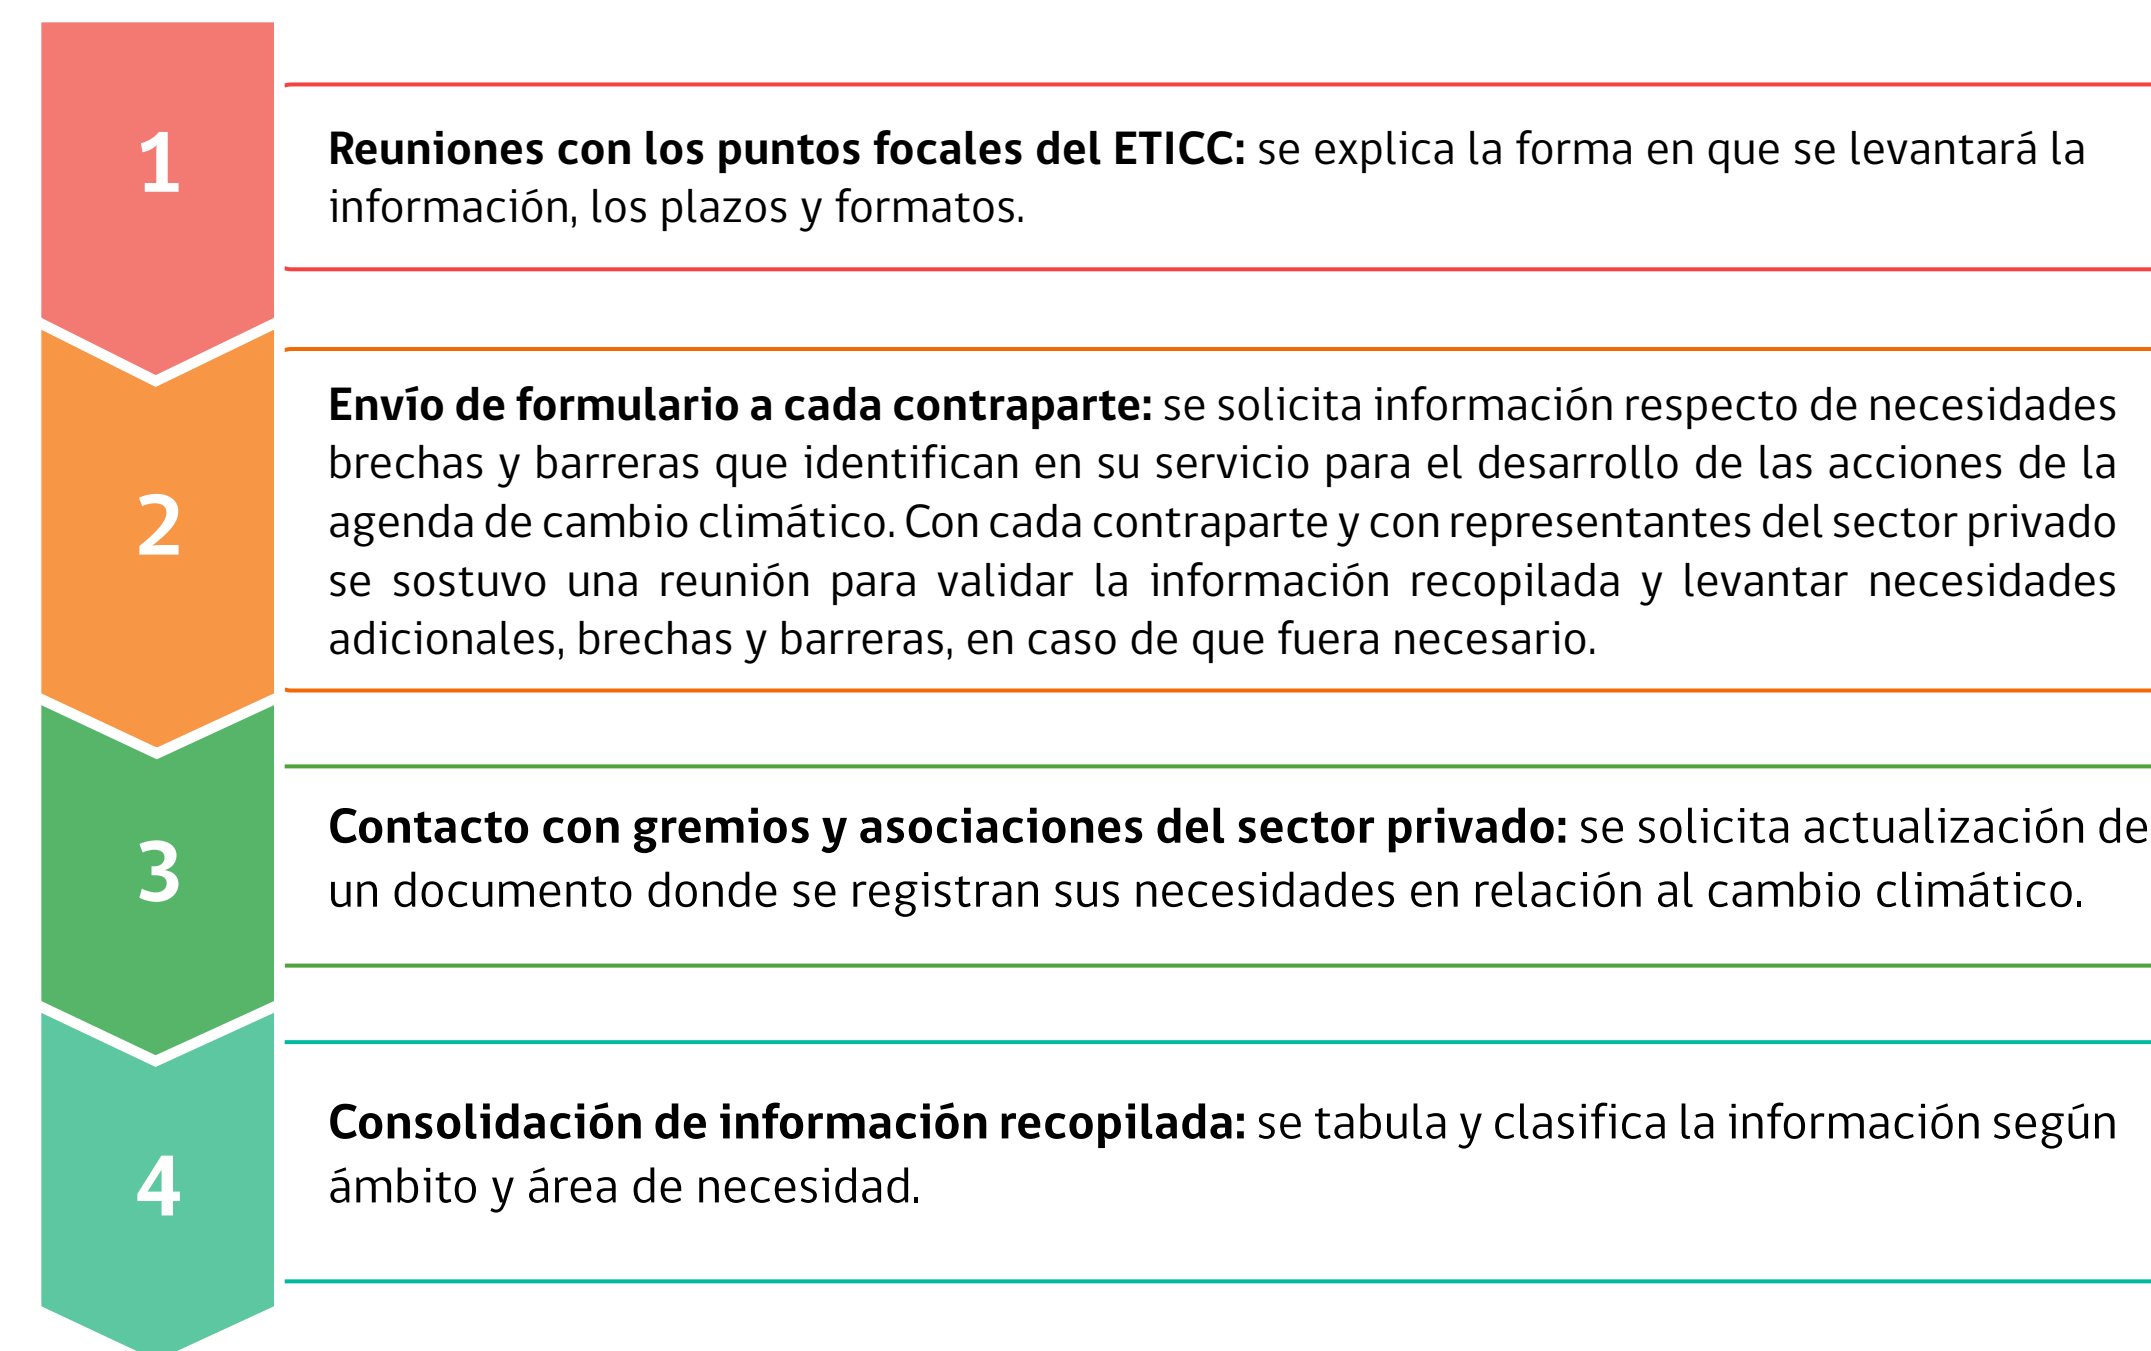 1
Reuniones con los puntos focales del ETICC: se explica la forma en que se levantará la
información, los plazos y formatos.
2
Envío de formulario a cada contraparte: se solicita información respecto de necesidades
brechas y barreras que identifican en su servicio para el desarrollo de las acciones de la
agenda de cambio climático. Con cada contraparte y con representantes del sector privado
se sostuvo una reunión para validar la información recopilada y levantar necesidades
adicionales, brechas y barreras, en caso de que fuera necesario.
3
Contacto con gremios y asociaciones del sector privado: se solicita actualización de
un documento donde se registran sus necesidades en relación al cambio climático.
4
Consolidación de información recopilada: se tabula y clasifica la información según
ámbito y área de necesidad.